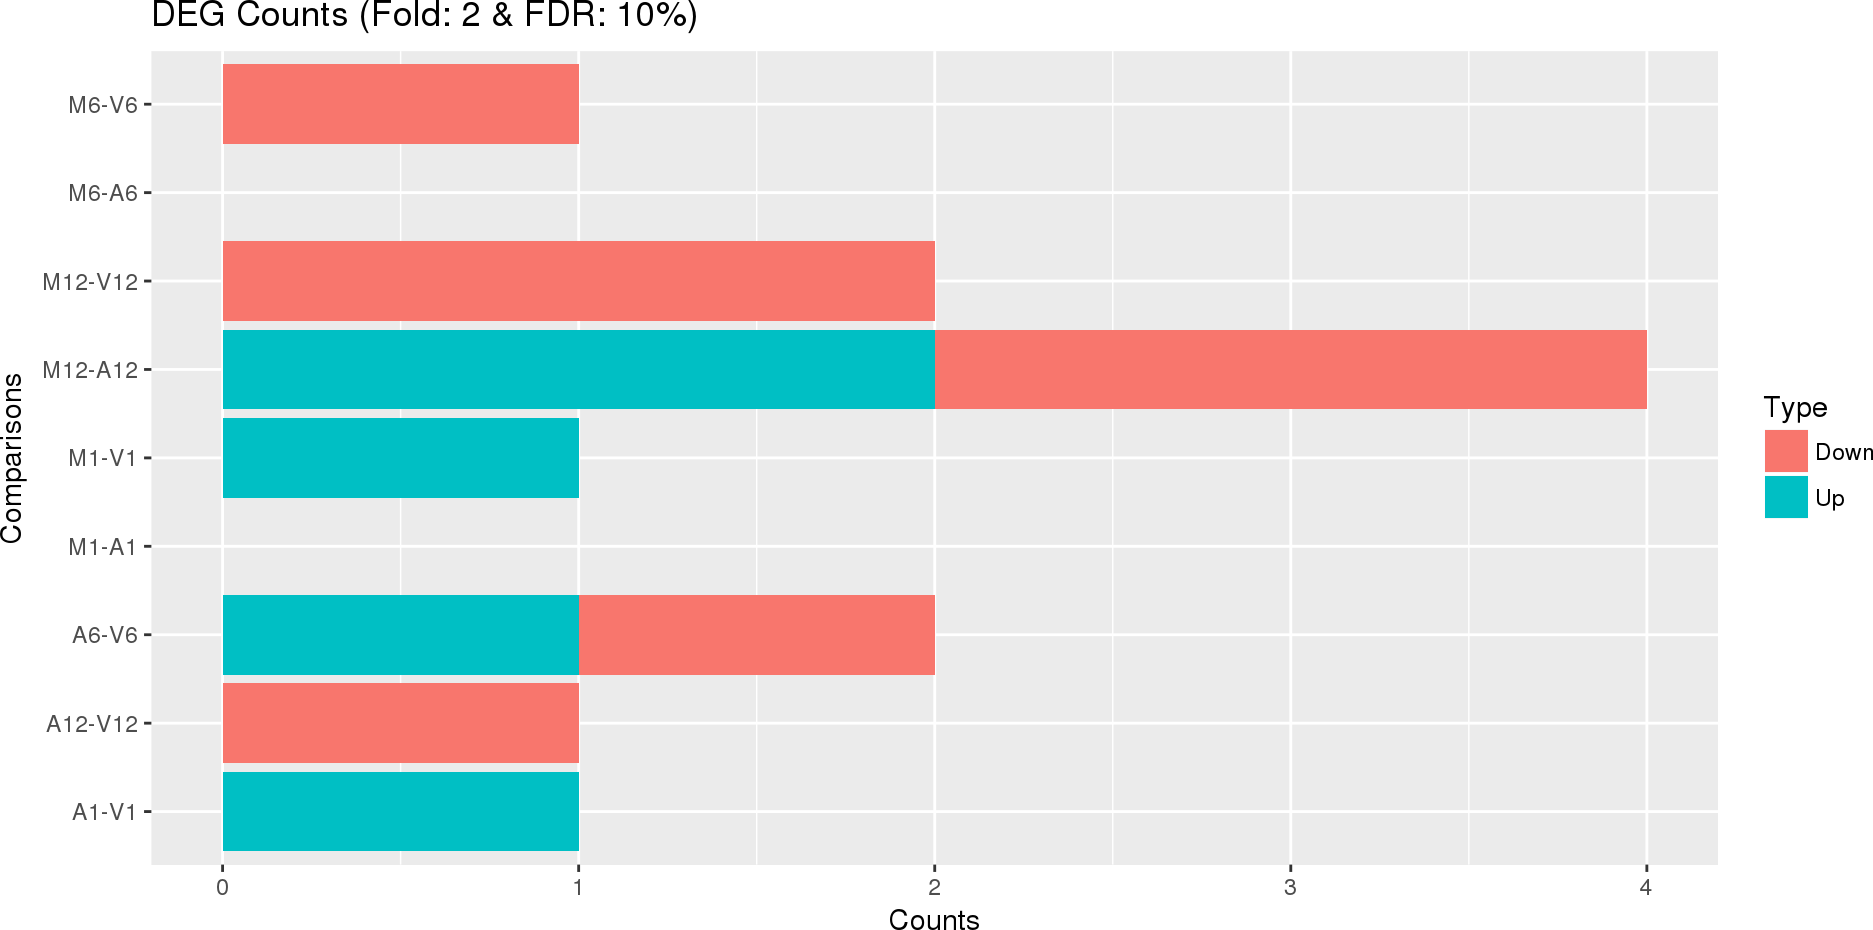 DEG Counts (Fold: 2 & FDR: 10%)
M6-V6
M6-A6
M12-V12
M12-A12
M1-V1
M1-A1
A6-V6
A12-V12
A1-V1
Comparisons
0 1 2 3 4
Counts
Type
Down
Up